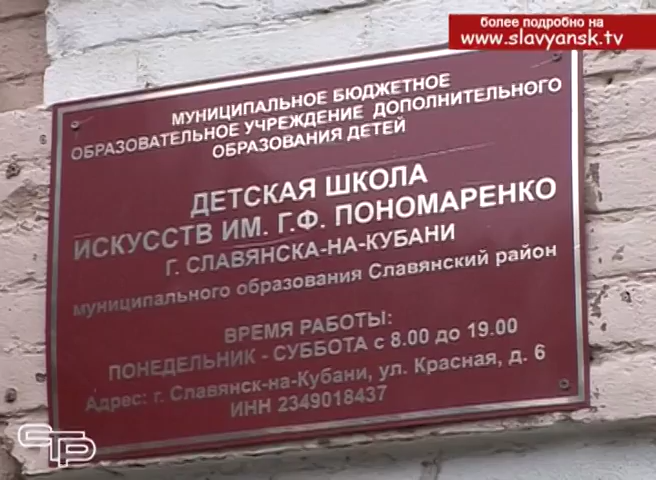 более подробно на
www.slavyansk.tv
МУНИЦИПАЛЬНОЕ БЮДЖЕТНОЕ
ОБРАЗОВАТЕЛЬНОЕ УЧРЕЖДЕНИЕ ДОПОЛНИТЕЛЬНОГО
ОБРАЗОВАНИЯ ДЕТЕЙ
ДЕТСКАЯ ШКОЛА
ИСКУССТВ ИМ. Г.Ф. ПОНОМАРЕНКО
Г. СЛАВЯНСКА-НА-КУБАНИ
муниципального образования Славянский район
ВРЕМЯ РАБОТЫ:
ПОНЕДЕЛЬНИК - СУББОТА с 8.00 до 19.00
Адрес: г. Славянск-на-Кубани, ул. Красная, д. 6
ИНН 2349018437
СТР